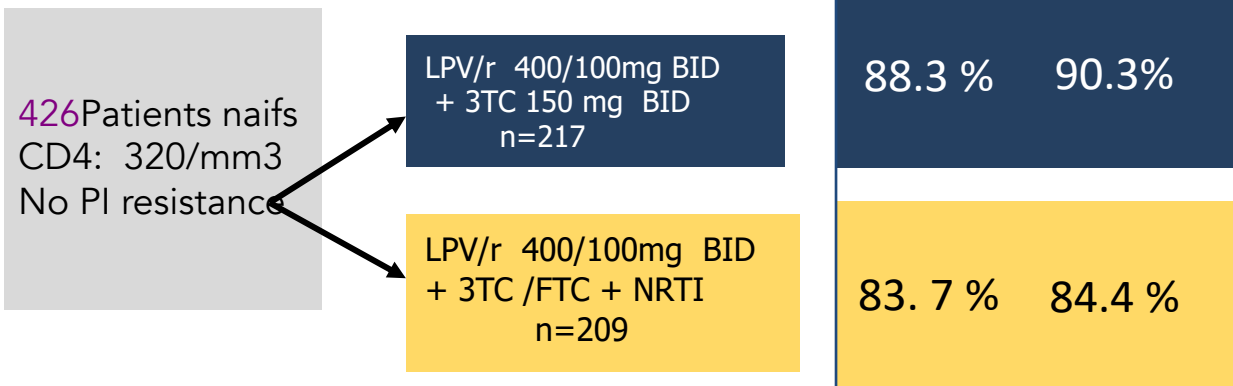 426Patients naifs
CD4: 320/mm3
No PI resistance
LPV/r 400/100mg BID
+ 3TC 150 mg BID
n=217
88.3 % 90.3%
LPV/r 400/100mg BID
+ 3TC /FTC + NRTI
n=209
83. 7 % 84.4 %